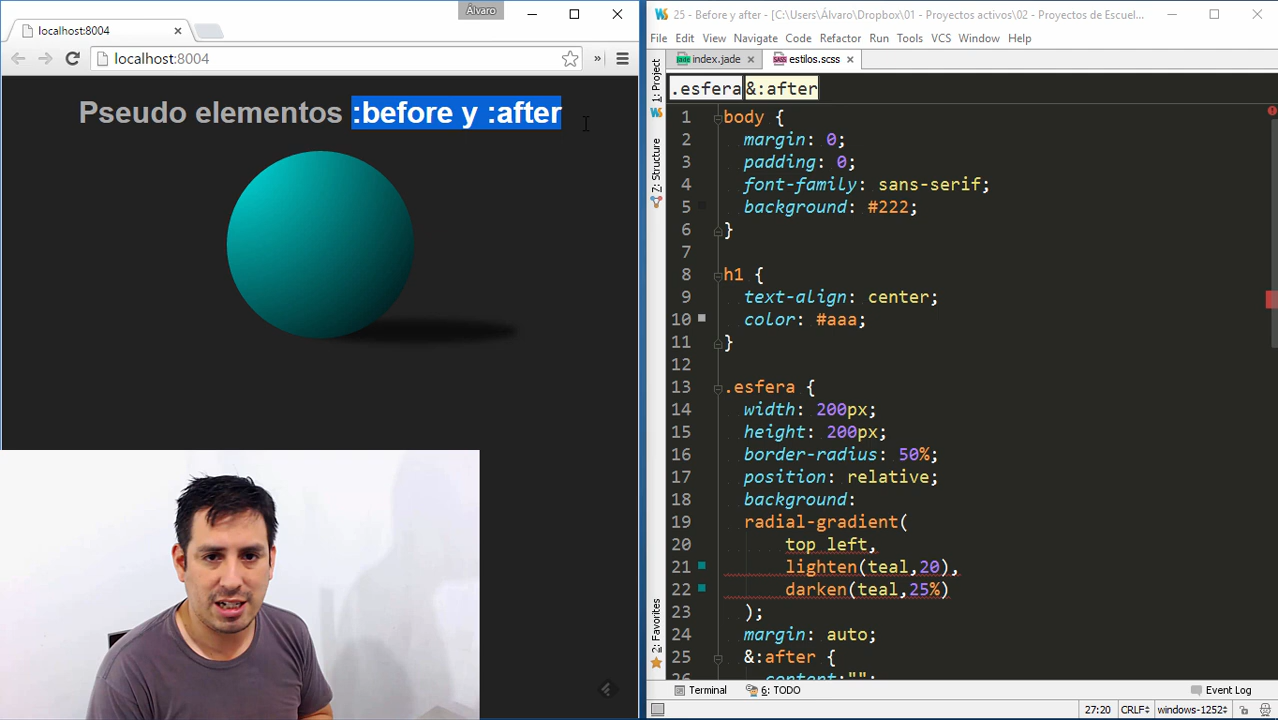 Álvaro
localhost:8004
localhost:8004
»
Pseudo elementos :before y :after
25 - Before y after - [C:\Users\Álvaro\Dropbox\01 - Proyectos activos\02 - Proyectos de Escuel...
File Edit View Navigate Code Refactor Run Tools VCS Window Help
index.jade
estilos.scss
.esfera &:after
1: Project
Z: Structure
2: Favorites
1 body {
2 margin: 0;
3 padding: 0;
4 font-family: sans-serif;
5 background: #222;
6 }
7
8 h1 {
9 text-align: center;
10 color: #aaa;
11 }
12
13 .esfera {
14 width: 200px;
15 height: 200px;
16 border-radius: 50%;
17 position: relative;
18 background:
19 radial-gradient(
20 top left,
21 lighten(teal,20),
22 darken(teal,25%)
23 );
24 margin: auto;
25 &:after {
26 content:"";
Terminal
6: TODO
Event Log
27:20 CRLF windows-1252